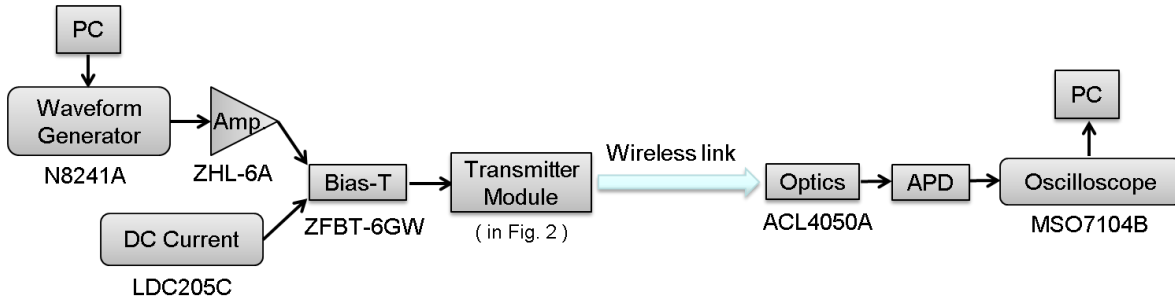 PC
Waveform
Generator
N8241A
Amp.
ZHL-6A
DC Current
LDC205C
Bias-T
ZFBT-6GW
Transmitter
Module
( in Fig. 2 )
Wireless link
Optics
ACL4050A
APD
PC
Oscilloscope
MSO7104B